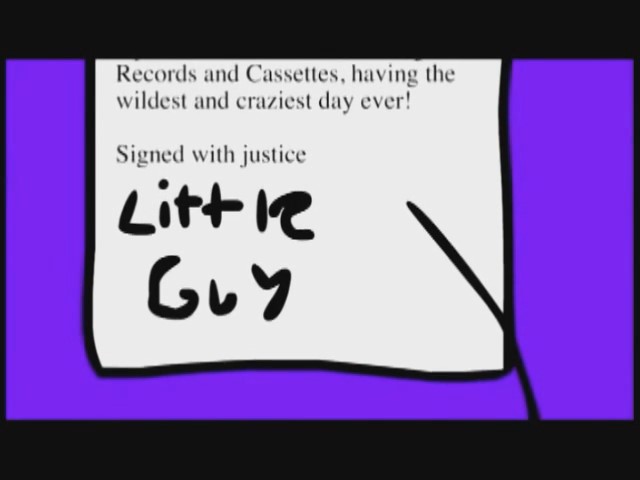 Records and Cassettes, having the
wildest and craziest day ever!
Signed with justice
Little
Guy